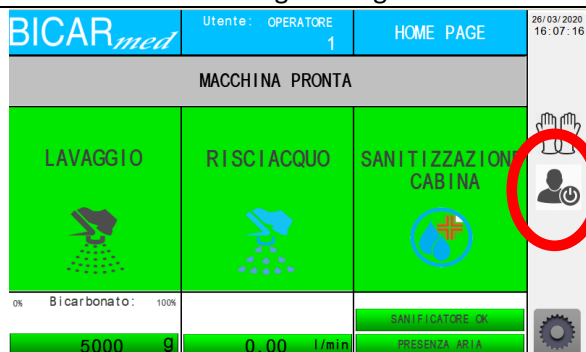 BICARmed
Utente: OPERATORE
1
HOME PAGE
26/03/2020
16:07:16
MACCHINA PRONTA
LAVAGGIO
RISCIACQUO
SANITIZZAZIONE
CABINA
0% Bicarbonato: 100%
5000 g
0.00 l/min
SANIFICATORE OK
PRESENZA ARIA